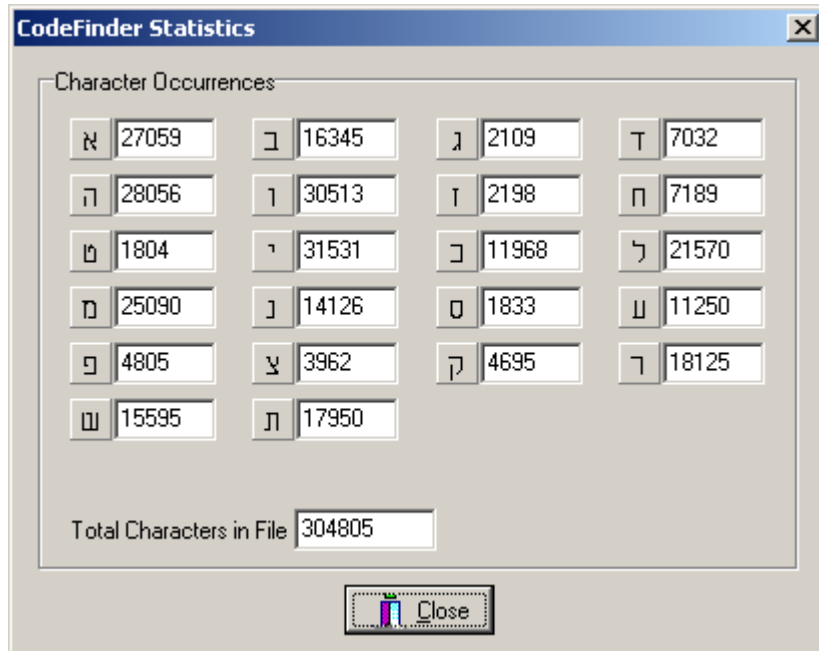 CodeFinder Statistics
Character Occurrences
א 27059 ב 16345 ג 2109 ד 7032
ה 28056 ו 30513 ז 2198 ח 7189
ט 1804 י 31531 כ 11968 ל 21570
מ 25090 נ 14126 ס 1833 ע 11250
פ 4805 צ 3962 ק 4695 ר 18125
ש 15595 ת 17950
Total Characters in File 304805
Close